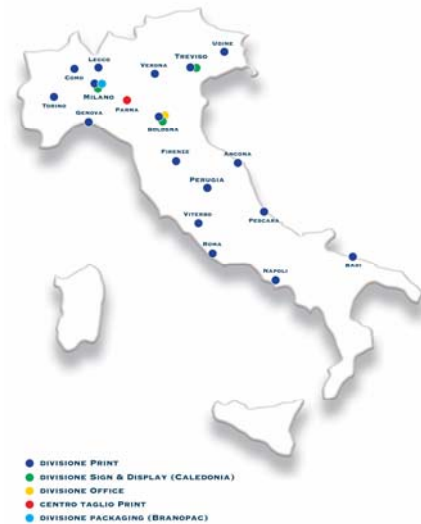 UDINE
TREVISO
LECCO
VERONA
COMO
MILANO
TORINO
PARMA
GENOVA
BOLOGNA
FIRENZE
ANCONA
PERUGIA
VITERBO
PESCARA
ROMA
BARI
NAPOLI
DIVISIONE PRINT
DIVISIONE SIGN & DISPLAY (CALEDONIA)
DIVISIONE OFFICE
CENTRO TAGLIO PRINT
DIVISIONE PACKAGING (BRANOPAC)